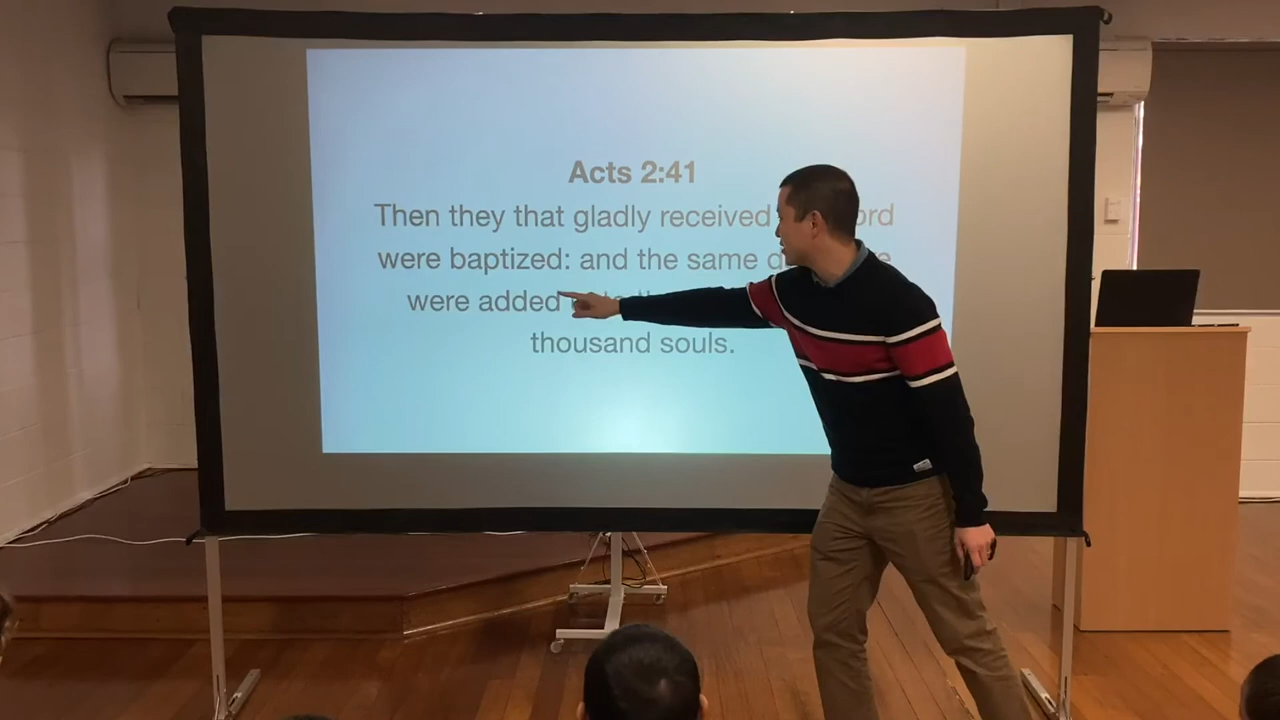 Acts 2:41
Then they that gladly received
were baptized: and the same
were added
thousand souls.